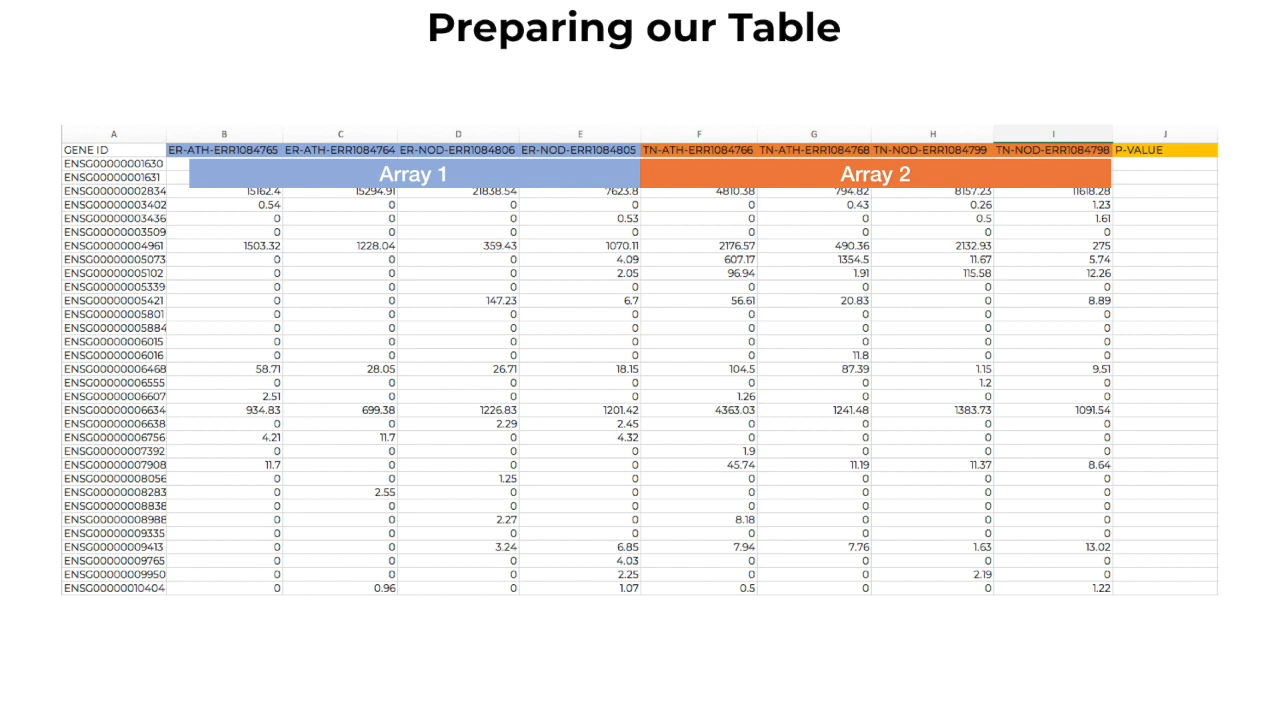 Preparing our Table
A B C D E F G H I J
GENE ID ER-ATH-ERR1084765 ER-ATH-ERR1084764 ER-NOD-ERR1084806 ER-NOD-ERR1084805 TN-ATH-ERR1084766 TN-ATH-ERR1084768 TN-NOD-ERR1084799 TN-NOD-ERR1084798 P-VALUE
ENSG00000001630
Array 1 Array 2
ENSG00000001631
ENSG00000002834 15162.4 15294.91 21838.54 7623.8 4810.38 794.82 8157.23 11618.28
ENSG00000003402 0.54 0 0 0 0 0.43 0.26 1.23
ENSG00000003436 0 0 0 0.53 0 0 0.5 1.61
ENSG00000003509 0 0 0 0 0 0 0 0
ENSG00000004961 1503.32 1228.04 359.43 1070.11 2176.57 490.36 2132.93 275
ENSG00000005073 0 0 0 4.09 607.17 1354.5 11.67 5.74
ENSG00000005102 0 0 0 2.05 96.94 1.91 115.58 12.26
ENSG00000005339 0 0 0 0 0 0 0 0
ENSG00000005421 0 0 147.23 6.7 56.61 20.83 0 8.89
ENSG00000005801 0 0 0 0 0 0 0 0
ENSG00000005884 0 0 0 0 0 0 0 0
ENSG00000006015 0 0 0 0 0 0 0 0
ENSG00000006016 0 0 0 0 0 11.8 0 0
ENSG00000006468 58.71 28.05 26.71 18.15 104.5 87.39 1.15 9.51
ENSG00000006555 0 0 0 0 0 0 1.2 0
ENSG00000006607 2.51 0 0 0 1.26 0 0 0
ENSG00000006634 934.83 699.38 1226.83 1201.42 4363.03 1241.48 1383.73 1091.54
ENSG00000006638 0 0 2.29 2.45 0 0 0 0
ENSG00000006756 4.21 11.7 0 4.32 0 0 0 0
ENSG00000007392 0 0 0 0 1.9 0 0 0
ENSG00000007908 11.7 0 0 0 45.74 11.19 11.37 8.64
ENSG00000008056 0 0 1.25 0 0 0 0 0
ENSG00000008283 0 2.55 0 0 0 0 0 0
ENSG00000008838 0 0 0 0 0 0 0 0
ENSG00000008988 0 0 2.27 0 8.18 0 0 0
ENSG00000009335 0 0 0 0 0 0 0 0
ENSG00000009413 0 0 3.24 6.85 7.94 7.76 1.63 13.02
ENSG00000009765 0 0 0 4.03 0 0 0 0
ENSG00000009950 0 0 0 2.25 0 0 2.19 0
ENSG00000010404 0 0.96 0 1.07 0.5 0 0 1.22